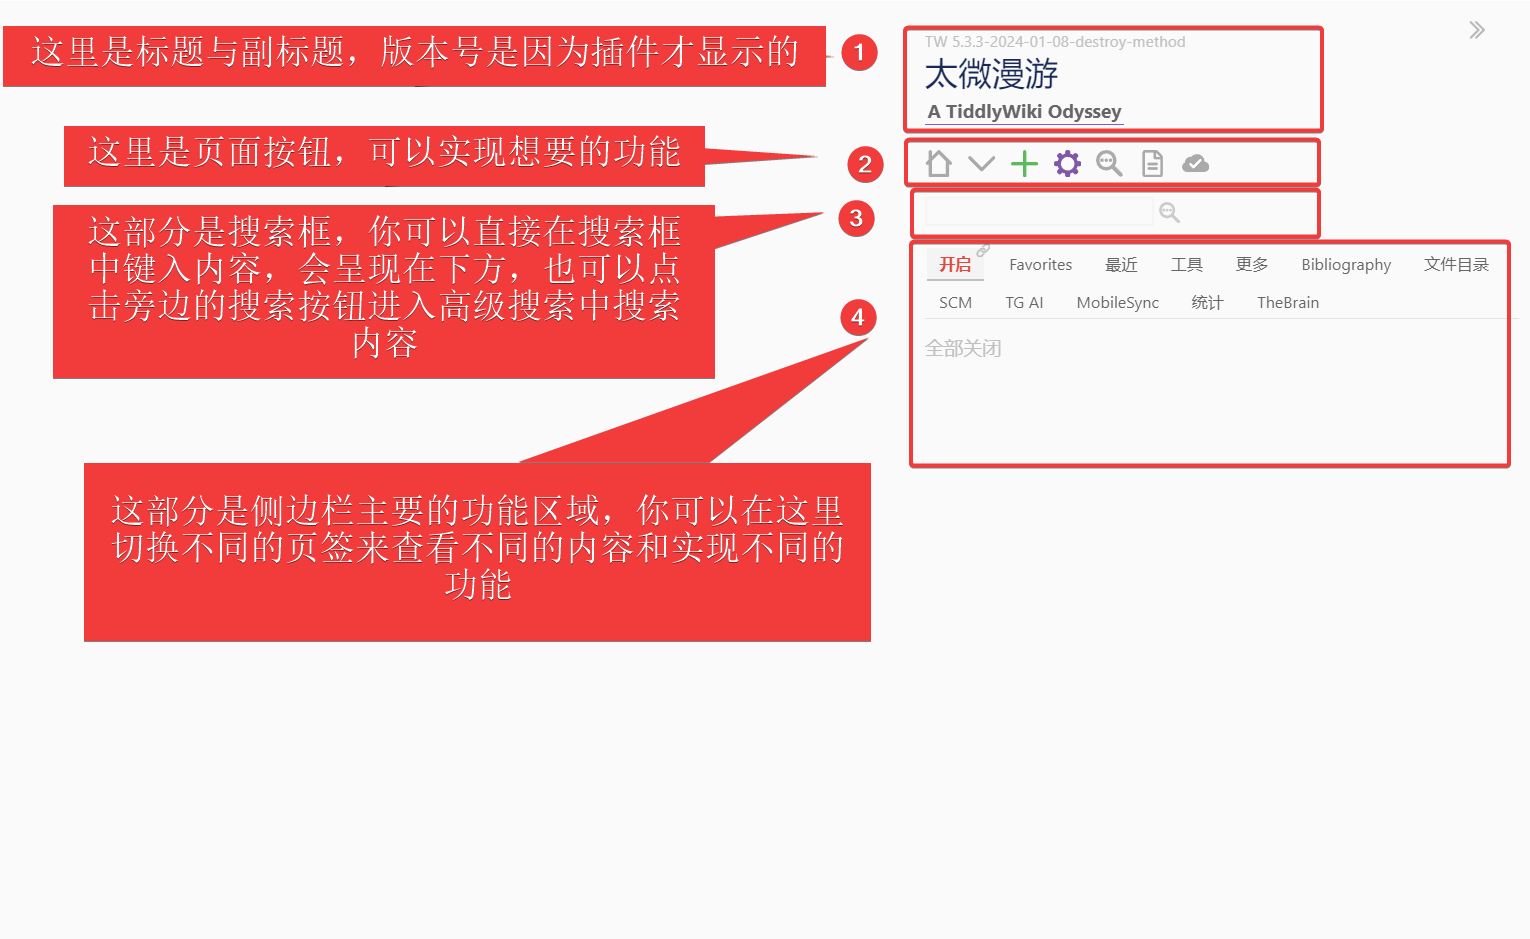 这里是标题与副标题，版本号是因为插件才显示的
1
TW 5.3.3-2024-01-08-destroy-method
太微漫游
A TiddlyWiki Odyssey
这里是页面按钮，可以实现想要的功能
2
这部分是搜索框，你可以直接在搜索框
中键入内容，会呈现在下方，也可以点
击旁边的搜索按钮进入高级搜索中搜索
内容
3
4
开启 Favorites 最近 工具 更多 Bibliography 文件目录
SCM TG AI MobileSync 统计 TheBrain
全部关闭
这部分是侧边栏主要的功能区域，你可以在这里
切换不同的页签来查看不同的内容和实现不同的
功能